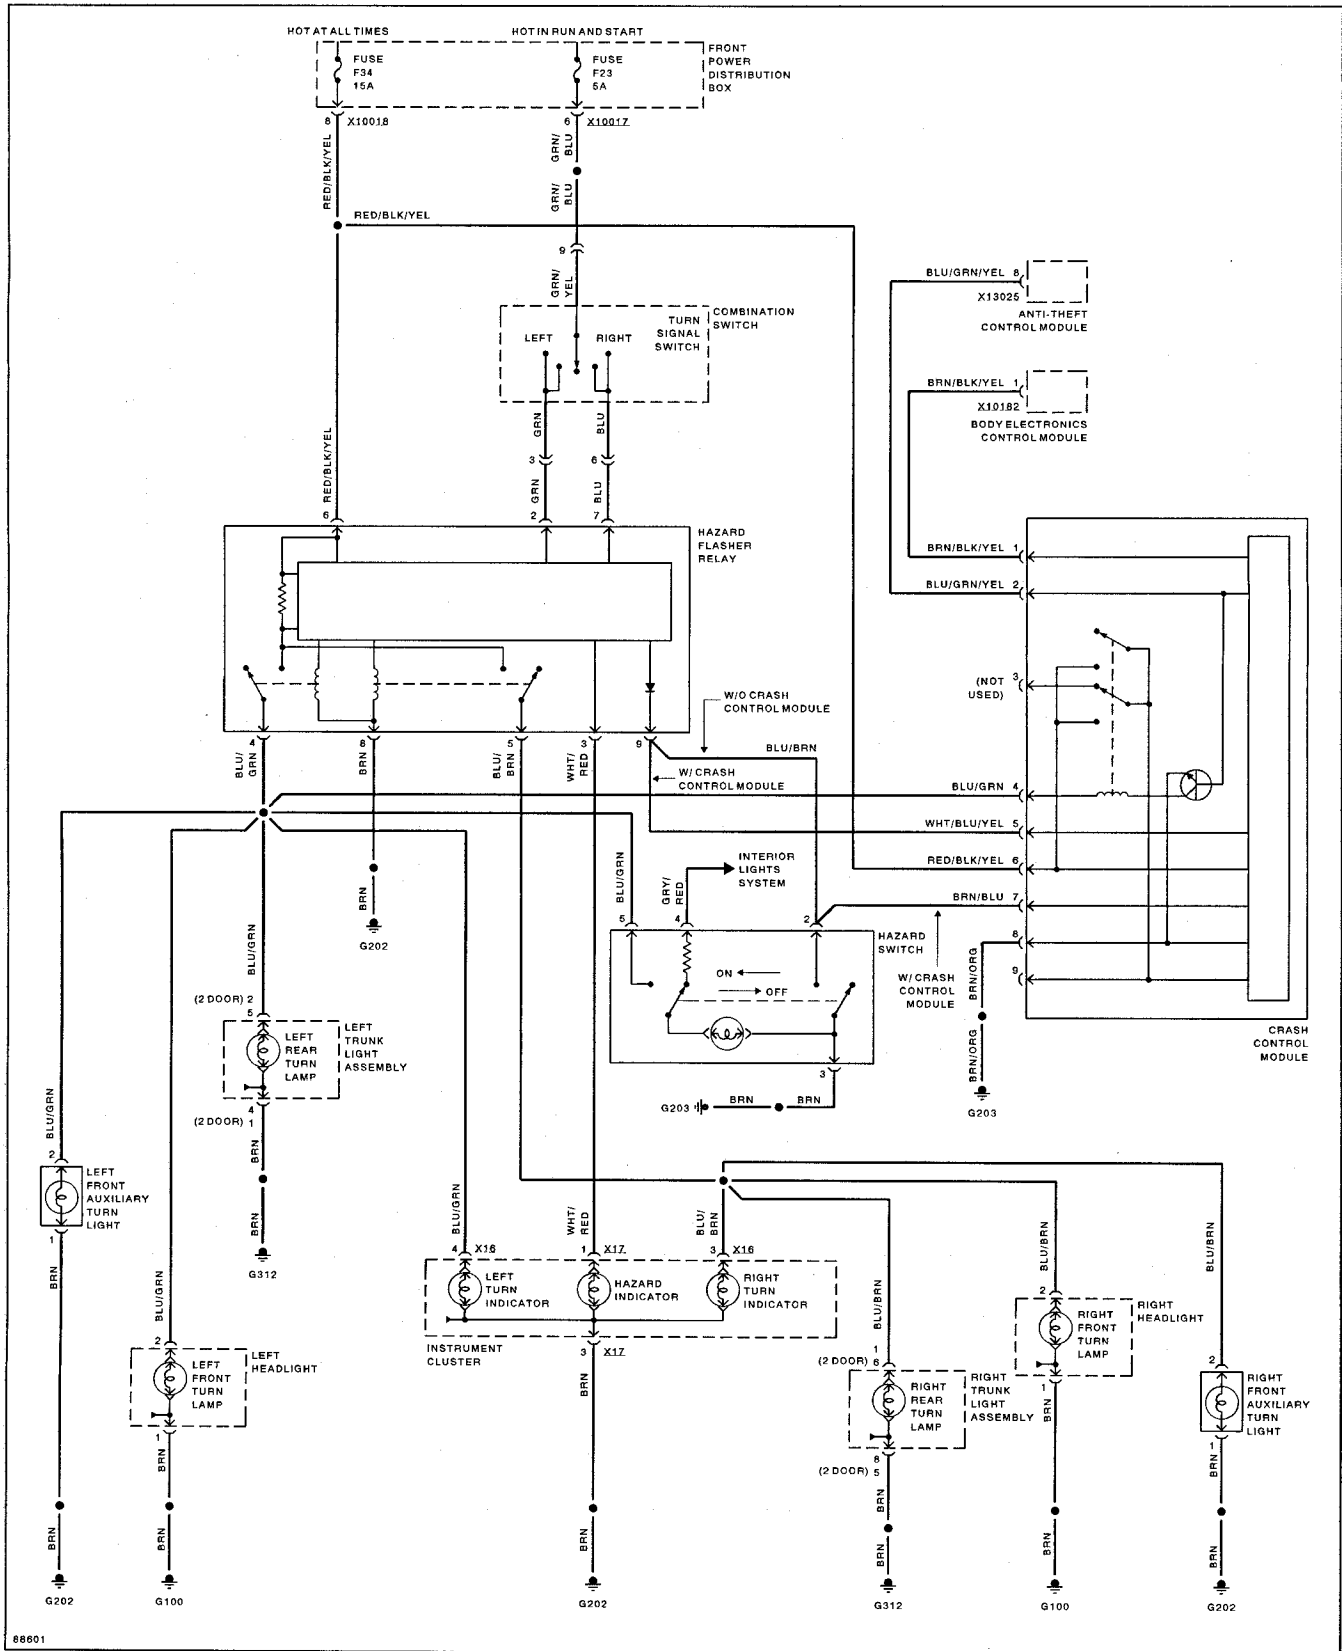 HOT AT ALL TIMES
HOT IN RUN AND START
FUSE
F34
15A
FUSE
F23
5A
FRONT
POWER
DISTRIBUTION
BOX
8 X10018
6 X10017
RED/BLK/YEL
GRN/
BLU
GRN/
BLU
RED/BLK/YEL
9
GRN/
YEL
BLU/GRN/YEL 8
X13025
ANTI-THEFT
CONTROL MODULE
COMBINATION
SWITCH
TURN
SIGNAL
SWITCH
LEFT
RIGHT
BRN/BLK/YEL 1
X10182
BODY ELECTRONICS
CONTROL MODULE
GRN
BLU
3
6
RED/BLK/YEL
GRN
BLU
6
2
7
HAZARD
FLASHER
RELAY
BRN/BLK/YEL 1
BLU/GRN/YEL 2
(NOT
USED)
3
W/O CRASH
CONTROL MODULE
4
8
5
3
9
BLU/
GRN
BRN
BLU/
BRN
WHT/
RED
BLU/BRN
W/ CRASH
CONTROL MODULE
BLU/GRN 4
WHT/BLU/YEL 5
RED/BLK/YEL 6
BRN/BLU 7
8
9
INTERIOR
LIGHTS
SYSTEM
BLU/GRN
GRY/
RED
5
4
2
HAZARD
SWITCH
ON
OFF
W/ CRASH
CONTROL
MODULE
BRN/ORG
BRN/ORG
G203
CRASH
CONTROL
MODULE
3
G203
BRN
BRN
BRN
G202
BLU/GRN
(2 DOOR) 2
5
LEFT
REAR
TURN
LAMP
LEFT
TRUNK
LIGHT
ASSEMBLY
4
(2 DOOR) 1
BRN
BRN
G312
BLU/GRN
2
LEFT
FRONT
AUXILIARY
TURN
LIGHT
1
BRN
BRN
G202
BLU/GRN
2
LEFT
FRONT
TURN
LAMP
LEFT
HEADLIGHT
1
BRN
BRN
G100
BLU/GRN
WHT/
RED
BLU/
BRN
4 X16
1 X17
3 X16
LEFT
TURN
INDICATOR
HAZARD
INDICATOR
RIGHT
TURN
INDICATOR
INSTRUMENT
CLUSTER
3 X17
BRN
BRN
G202
BLU/BRN
1
(2 DOOR) 6
RIGHT
REAR
TURN
LAMP
RIGHT
TRUNK
LIGHT
ASSEMBLY
8
(2 DOOR) 5
BRN
BRN
G312
BLU/BRN
2
RIGHT
FRONT
TURN
LAMP
RIGHT
HEADLIGHT
1
BRN
BRN
G100
BLU/BRN
2
RIGHT
FRONT
AUXILIARY
TURN
LIGHT
1
BRN
BRN
G202
88601